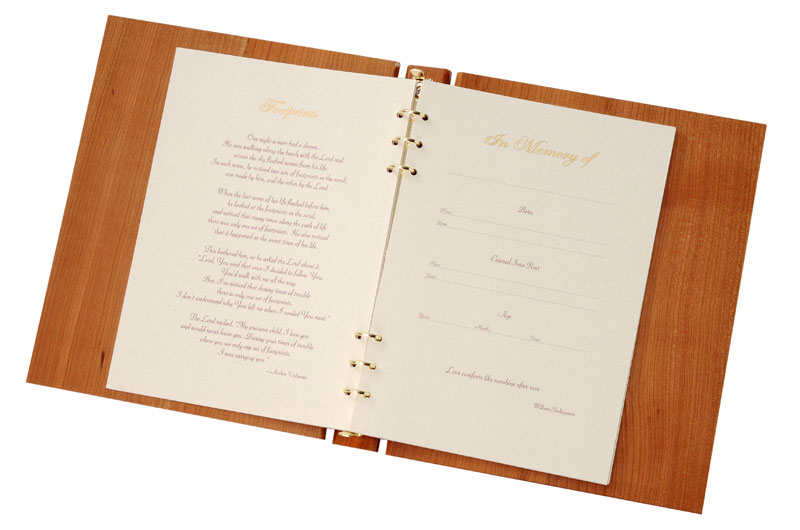 Footprints
One night a man had a dream...
He was walking along the beach with the Lord and
across the sky flashed scenes from his life.
In each scene, he noticed two sets of footprints in the sand;
one made by him, and the other by the Lord.
When the last scene of his life flashed before him,
he looked at the footprints in the sand,
and noticed that many times along the path of life
there was only one set of footprints. He also noticed
that it happened at the worst times of his life.
This bothered him, so he asked the Lord about it.
"Lord, You said that once I decided to follow You,
You'd walk with me all the way.
But, I've noticed that during times of trouble
there is only one set of footprints.
I don't understand why You left me when I needed You most."
The Lord replied, "My precious child, I love you
and would never leave you. During your times of trouble
where you see only one set of footprints,
I was carrying you."
—Author Unknown
In Memory of
Born
Place
Date
Entered Into Rest
Place
Date
Age
Years Month Days
Love comforts like sunshine after rain
William Shakespeare